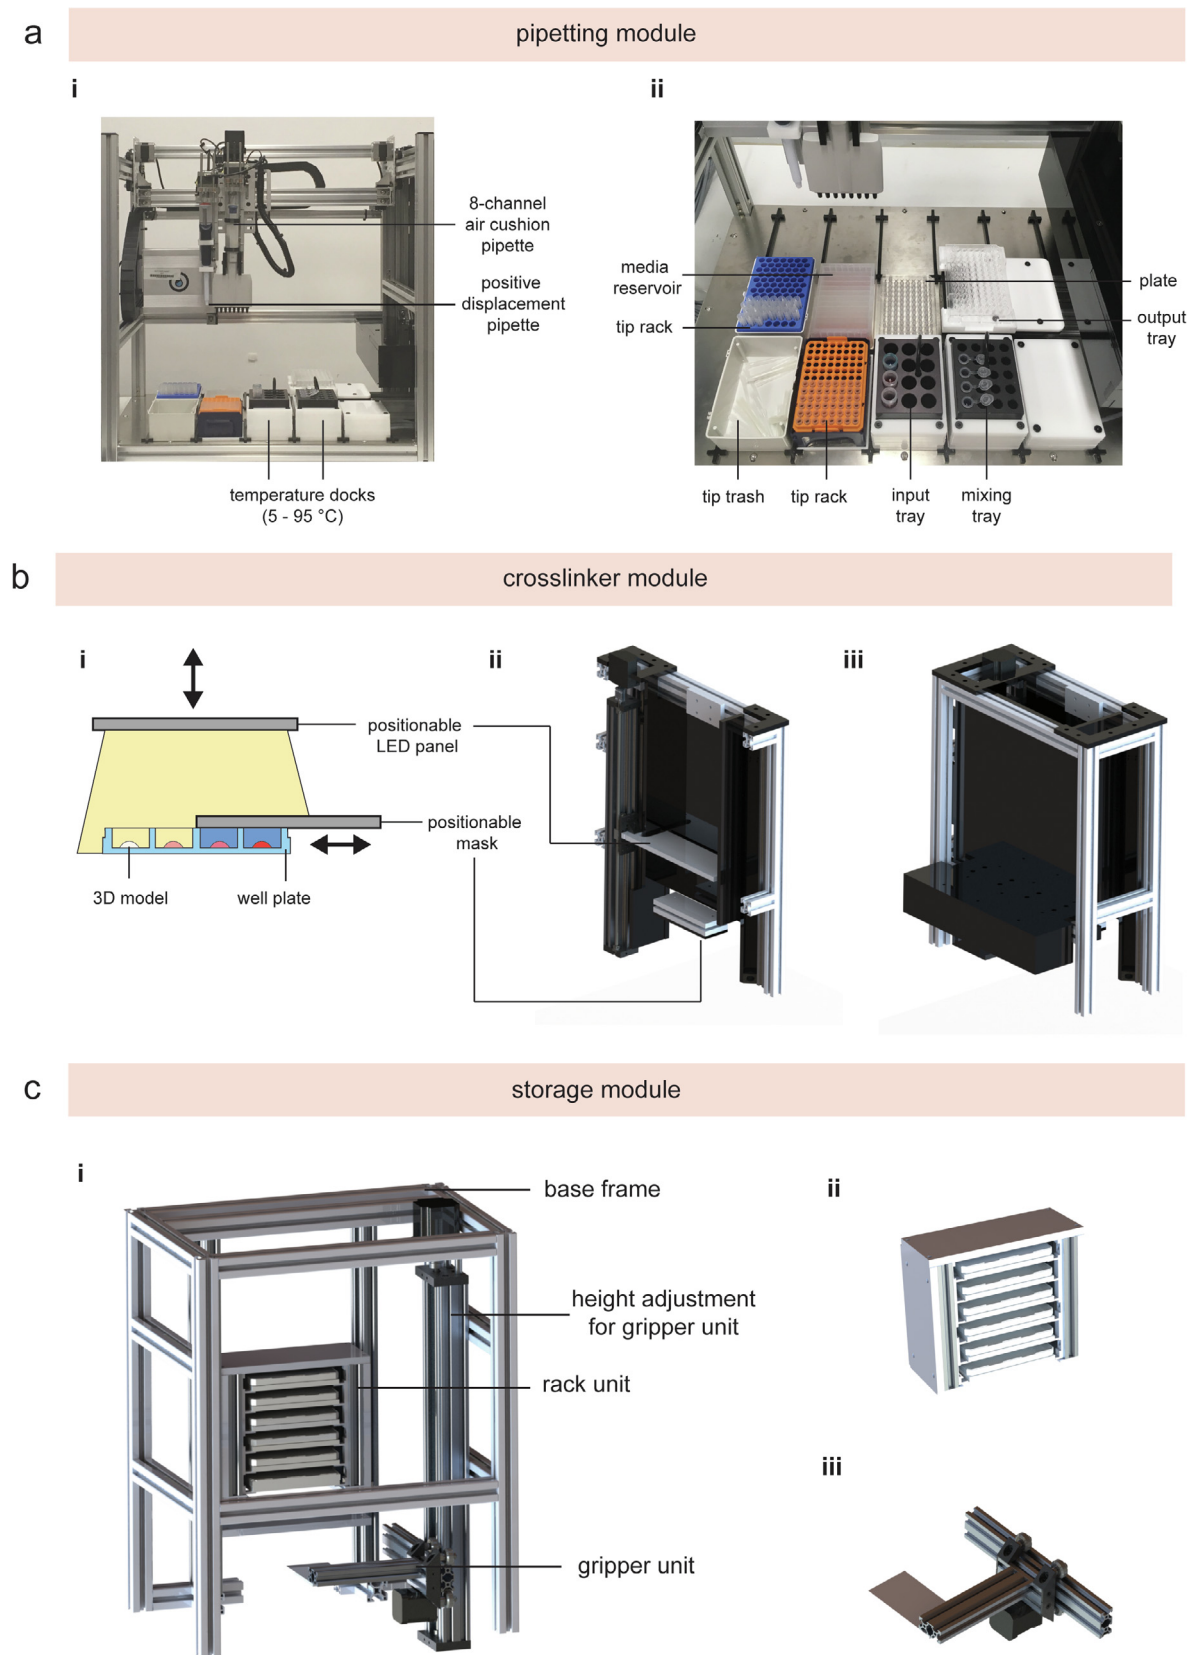 a
pipetting module
i
8-channel
air cushion
pipette
positive
displacement
pipette
temperature docks
(5 - 95 °C)
ii
media
reservoir
tip rack
plate
output
tray
tip trash
tip rack
input
tray
mixing
tray
b
crosslinker module
i
positionable
LED panel
positionable
mask
3D model
well plate
ii
iii
c
storage module
i
base frame
height adjustment
for gripper unit
rack unit
gripper unit
ii
iii